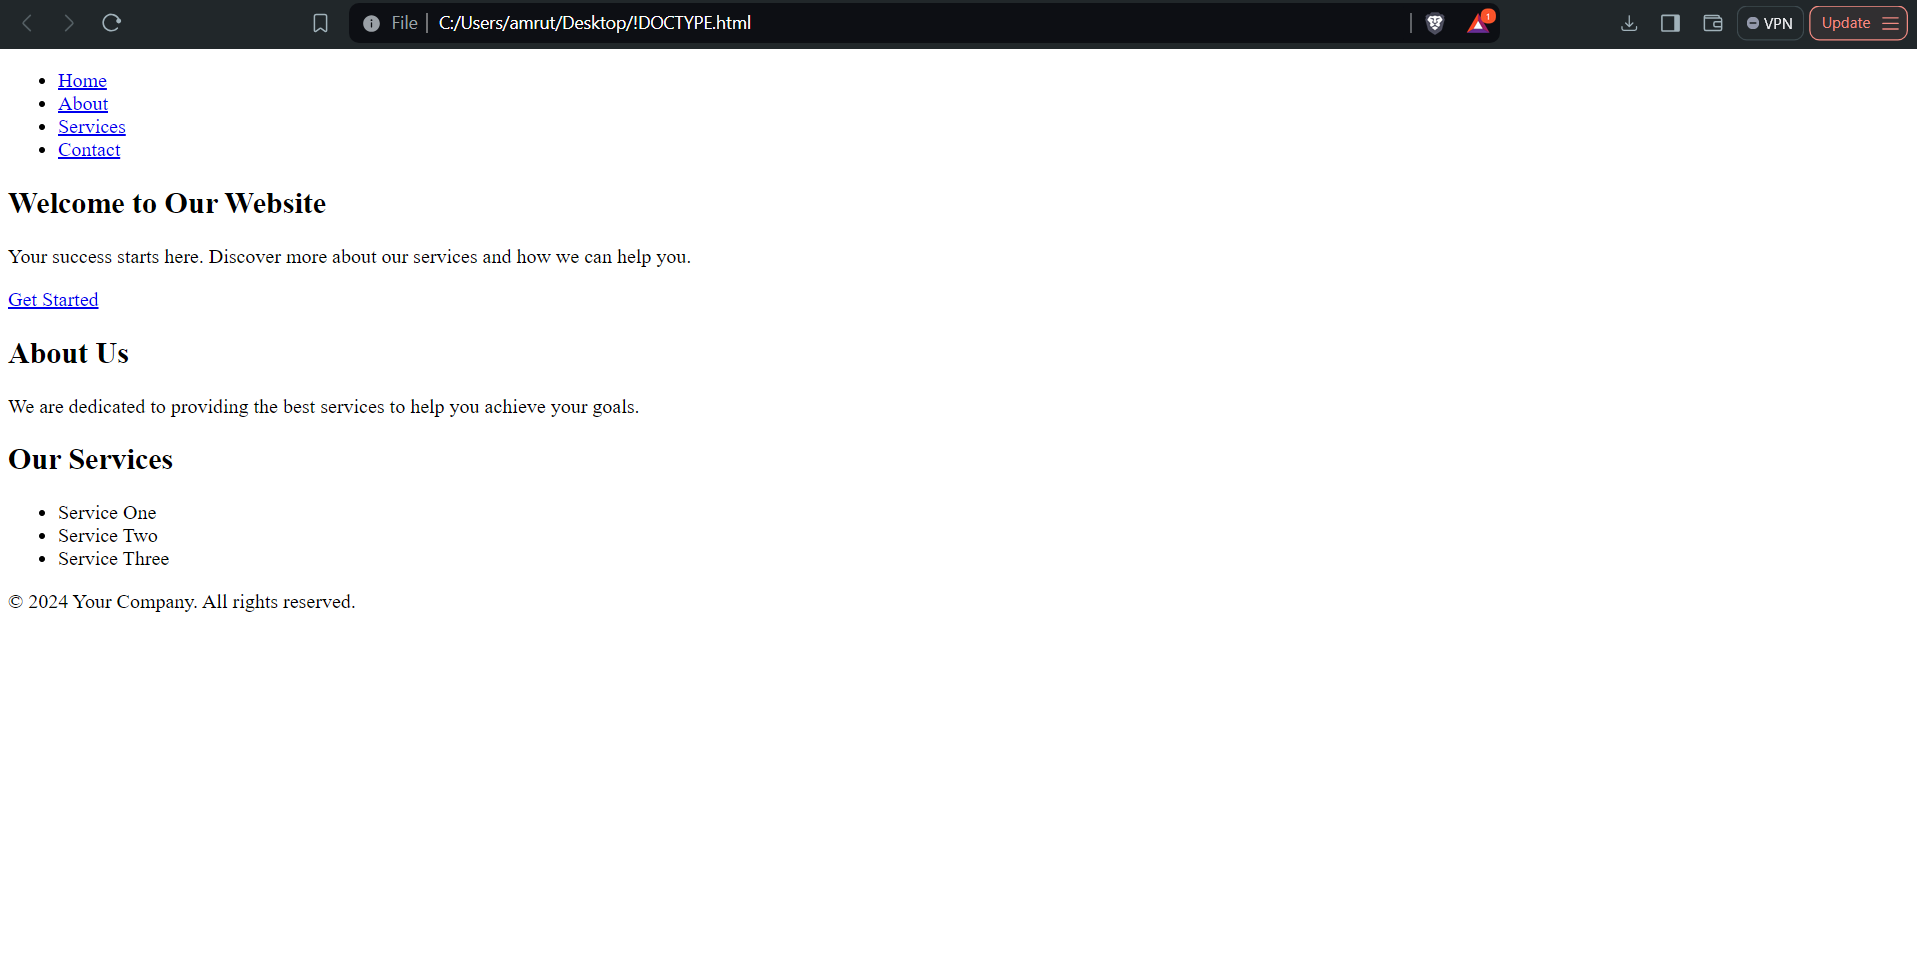 File C:/Users/amrut/Desktop/!DOCTYPE.html 1 VPN Update
Home
About
Services
Contact
Welcome to Our Website
Your success starts here. Discover more about our services and how we can help you.
Get Started
About Us
We are dedicated to providing the best services to help you achieve your goals.
Our Services
Service One
Service Two
Service Three
© 2024 Your Company. All rights reserved.